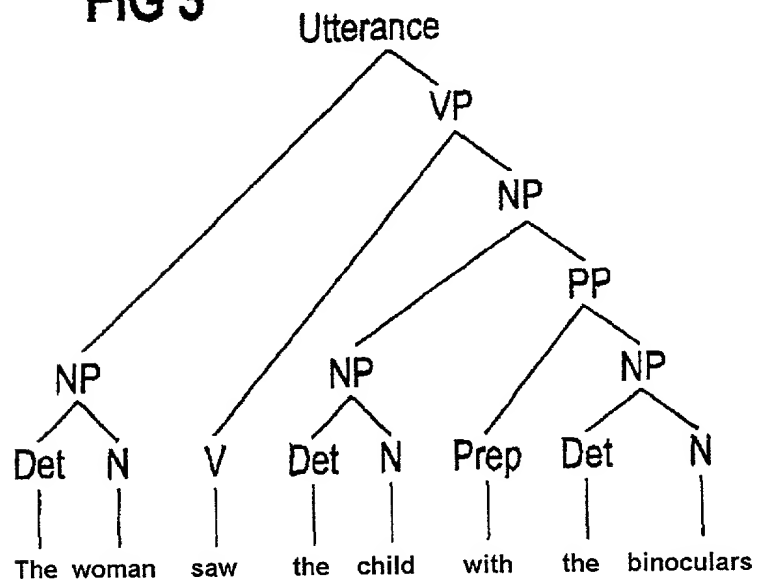 FIG 3
Utterance
VP
NP
PP
NP NP NP
Det N V Det N Prep Det N
The woman saw the child with the binoculars